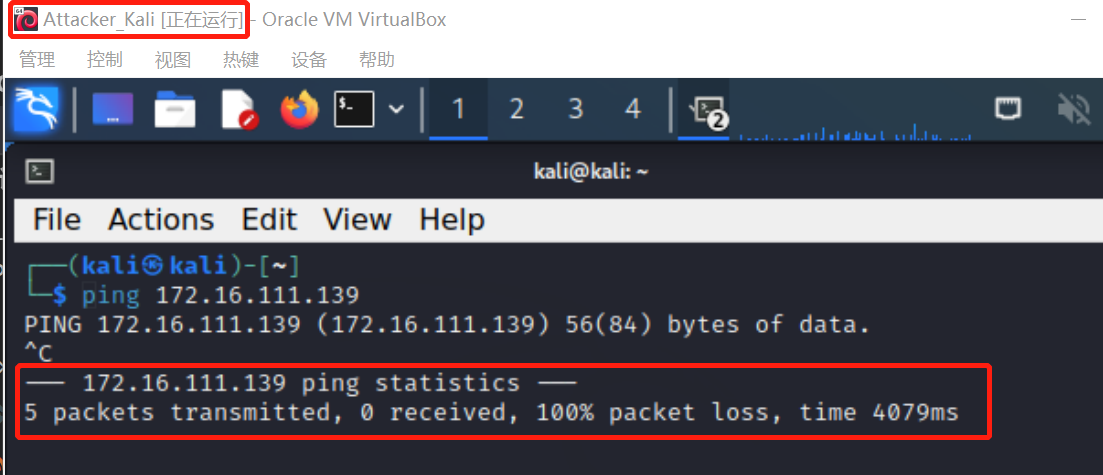 Attacker_Kali [正在运行] - Oracle VM VirtualBox
管理 控制 视图 热键 设备 帮助
$_ 1 2 3 4 2
kali@kali: ~
File Actions Edit View Help
┌──(kali㉿kali)-[~]
└─$ ping 172.16.111.139
PING 172.16.111.139 (172.16.111.139) 56(84) bytes of data.
^C
--- 172.16.111.139 ping statistics ---
5 packets transmitted, 0 received, 100% packet loss, time 4079ms